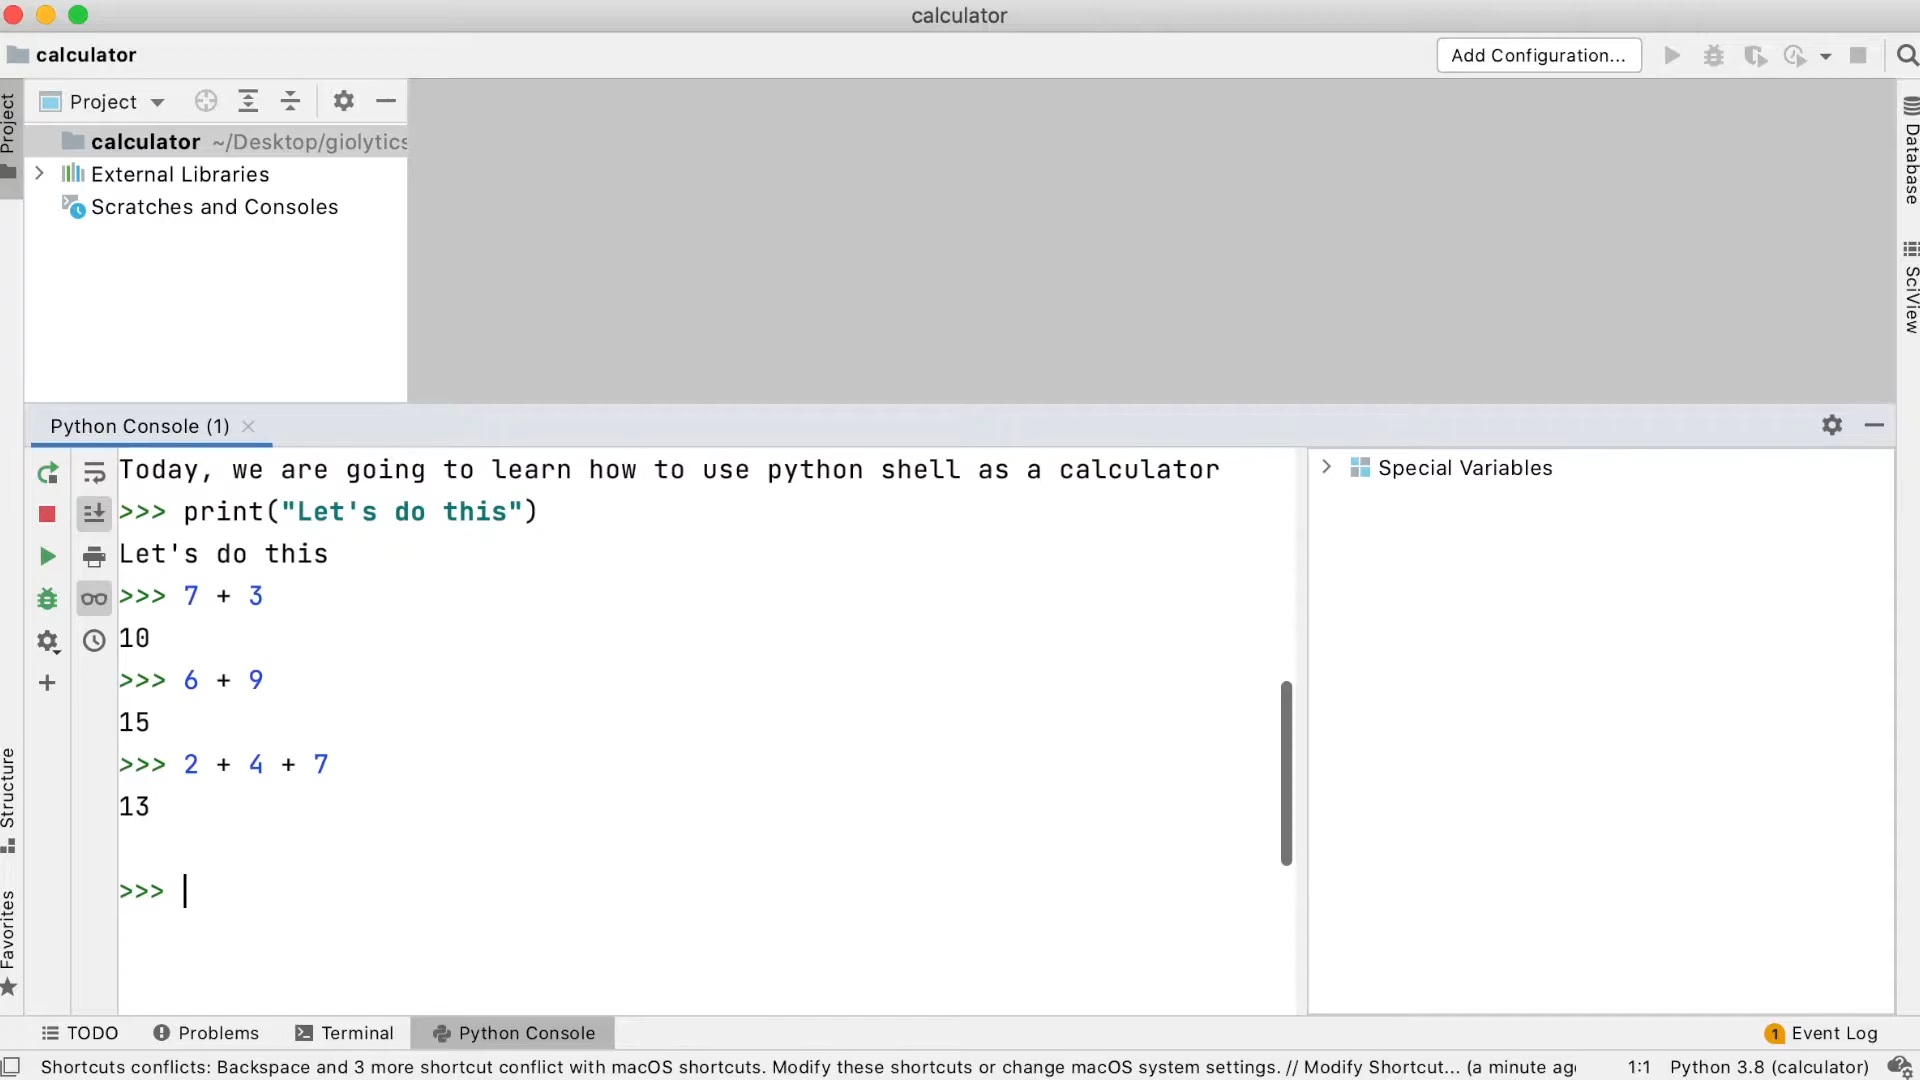 calculator
calculator
Add Configuration...
Project
Project
calculator ~/Desktop/giolytics
External Libraries
Scratches and Consoles
Database
SciView
Python Console (1)
Today, we are going to learn how to use python shell as a calculator
>>> print("Let's do this")
Let's do this
>>> 7 + 3
10
>>> 6 + 9
15
>>> 2 + 4 + 7
13
>>>
Special Variables
Structure
Favorites
TODO
Problems
Terminal
Python Console
1 Event Log
Shortcuts conflicts: Backspace and 3 more shortcut conflict with macOS shortcuts. Modify these shortcuts or change macOS system settings. // Modify Shortcut... (a minute ag
1:1
Python 3.8 (calculator)